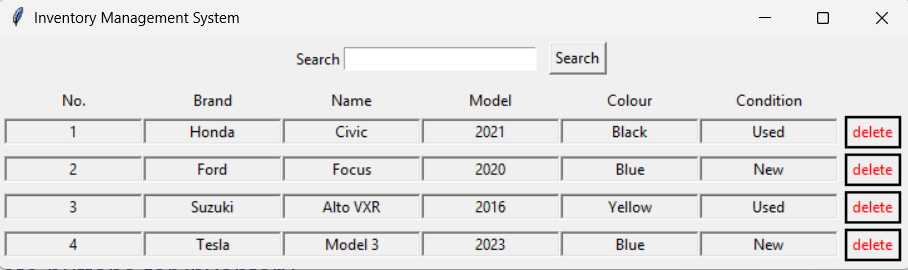 Inventory Management System
Search Search
No. Brand Name Model Colour Condition
1 Honda Civic 2021 Black Used delete
2 Ford Focus 2020 Blue New delete
3 Suzuki Alto VXR 2016 Yellow Used delete
4 Tesla Model 3 2023 Blue New delete